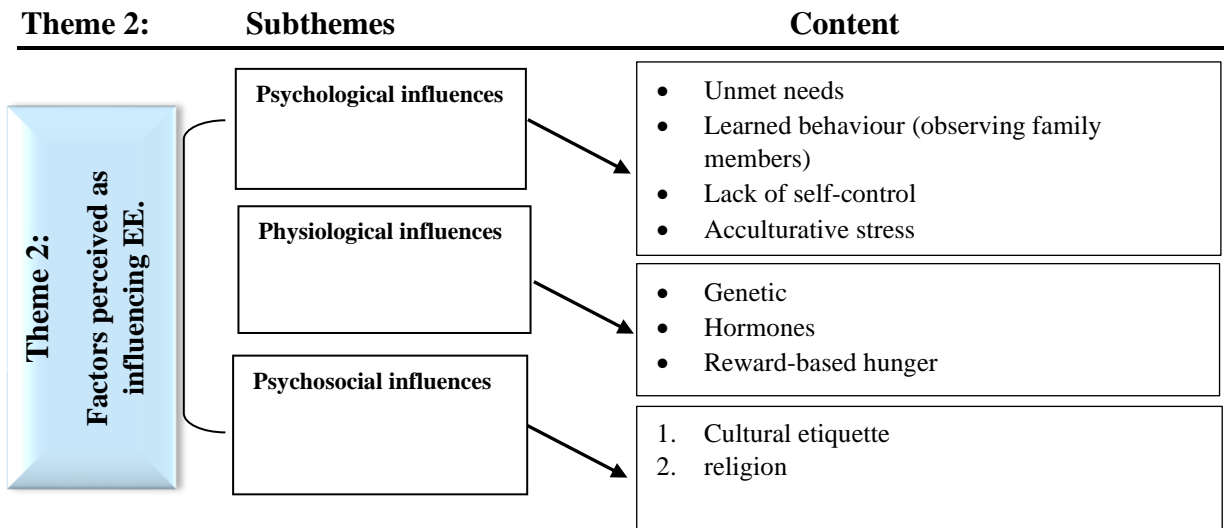 Theme 2: Subthemes Content
Theme 2:
Factors perceived as
influencing EE.
Psychological influences
• Unmet needs
• Learned behaviour (observing family
members)
• Lack of self-control
• Acculturative stress
Physiological influences
• Genetic
• Hormones
• Reward-based hunger
Psychosocial influences
1. Cultural etiquette
2. religion